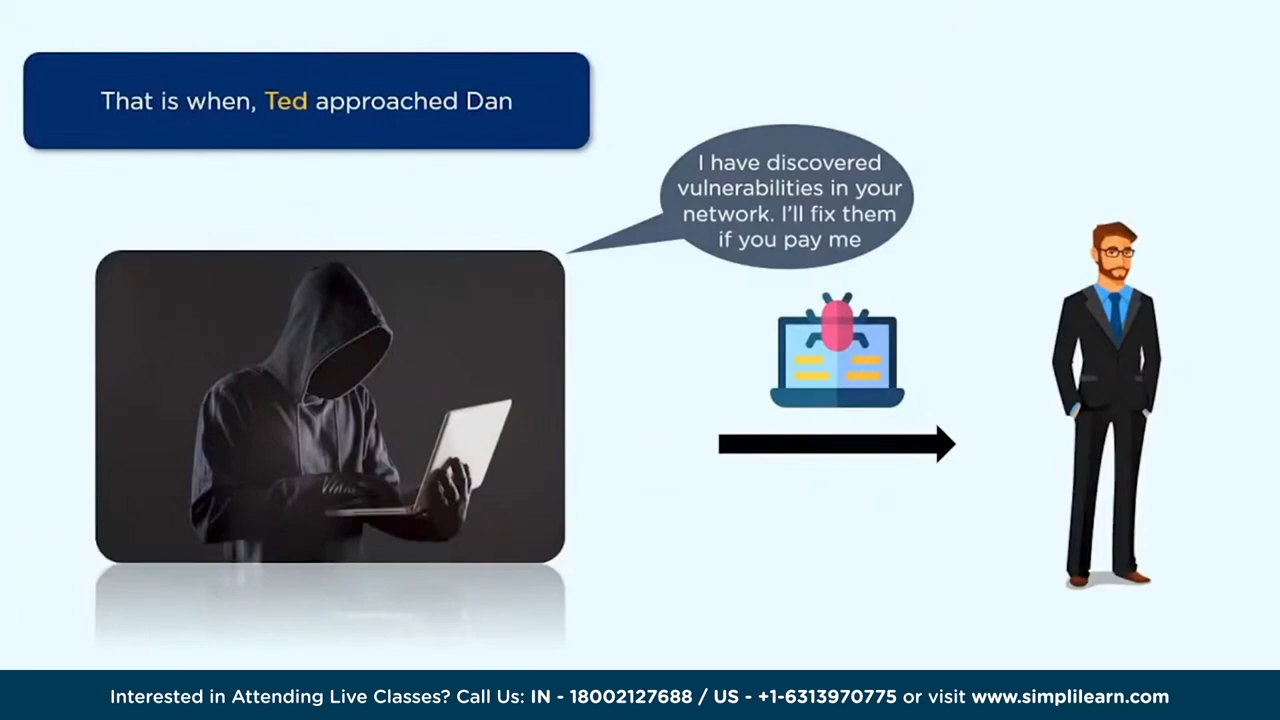 That is when, Ted approached Dan
I have discovered
vulnerabilities in your
network. I'll fix them
if you pay me
Interested in Attending Live Classes? Call Us: IN - 18002127688 / US - +1-6313970775 or visit www.simplilearn.com